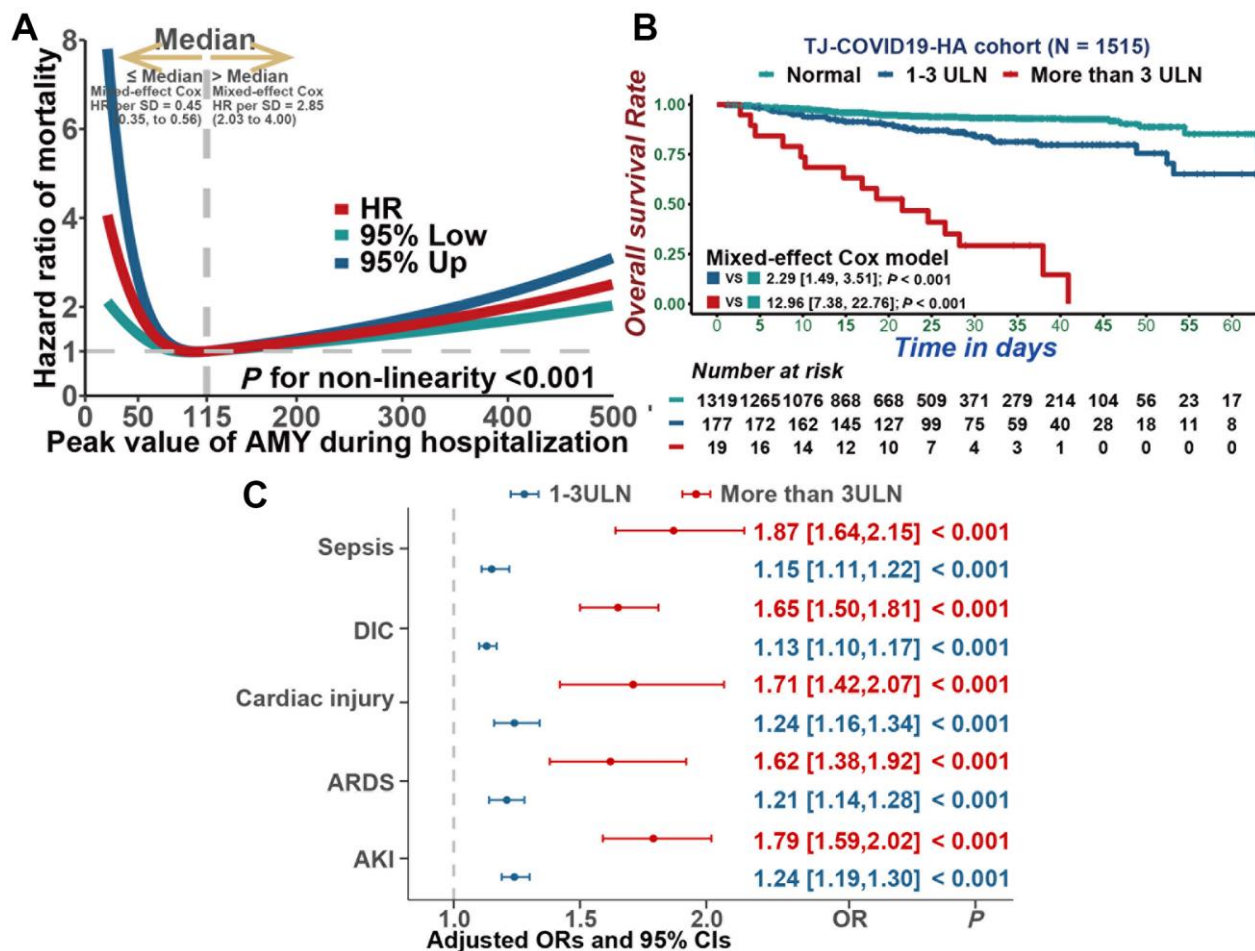 A
8
6
4
2
1
0
Hazard ratio of mortality
Median
≤ Median
Mixed-effect Cox
HR per SD = 0.45
0.35, to 0.56)
> Median
Mixed-effect Cox
HR per SD = 2.85
(2.03 to 4.00)
HR
95% Low
95% Up
P for non-linearity <0.001
0 50 115 200 300 400 500
Peak value of AMY during hospitalization
B
TJ-COVID19-HA cohort (N = 1515)
Normal 1-3 ULN More than 3 ULN
Overall survival Rate
1.00
0.75
0.50
0.25
0.00
Mixed-effect Cox model
VS 2.29 [1.49, 3.51]; P < 0.001
VS 12.96 [7.38, 22.76]; P < 0.001
0 5 10 15 20 25 30 35 40 45 50 55 60
Time in days
Number at risk
1319 1265 1076 868 668 509 371 279 214 104 56 23 17
177 172 162 145 127 99 75 59 40 28 18 11 8
19 16 14 12 10 7 4 3 1 0 0 0 0
C
1-3ULN More than 3ULN
Sepsis
1.87 [1.64,2.15] < 0.001
1.15 [1.11,1.22] < 0.001
DIC
1.65 [1.50,1.81] < 0.001
1.13 [1.10,1.17] < 0.001
Cardiac injury
1.71 [1.42,2.07] < 0.001
1.24 [1.16,1.34] < 0.001
ARDS
1.62 [1.38,1.92] < 0.001
1.21 [1.14,1.28] < 0.001
AKI
1.79 [1.59,2.02] < 0.001
1.24 [1.19,1.30] < 0.001
1.0 1.5 2.0 OR P
Adjusted ORs and 95% CIs